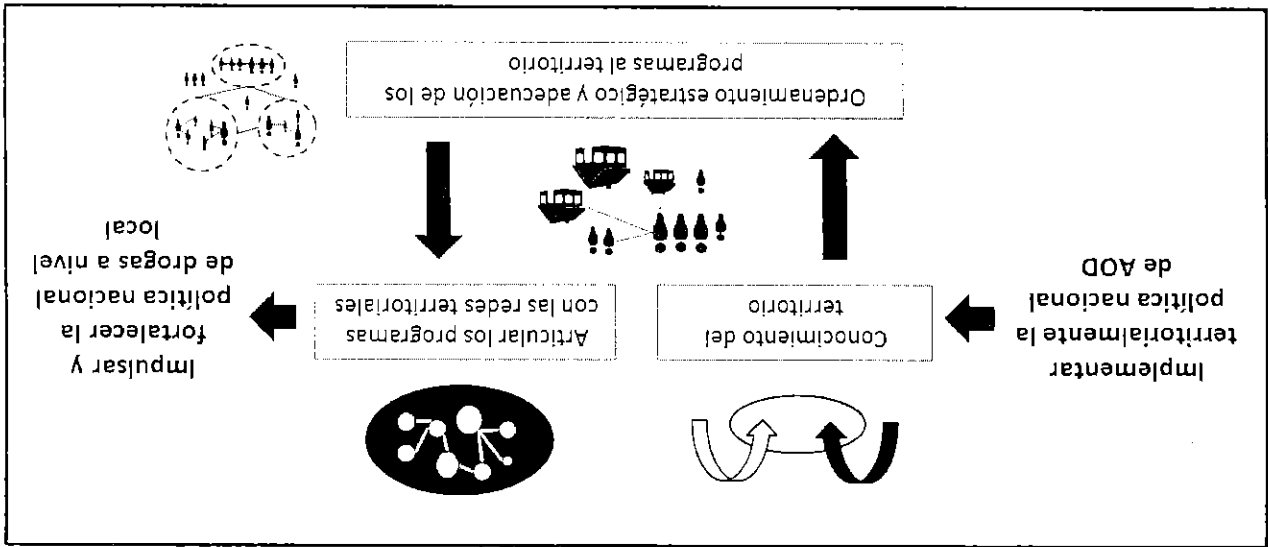 Implementar
territorialmente la
política nacional
de AOD
Conocimiento del
territorio
Ordenamiento estratégico y adecuación de los
programas al territorio
Articular los programas
con las redes territoriales
Impulsar y
fortalecer la
política nacional
de drogas a nivel
local